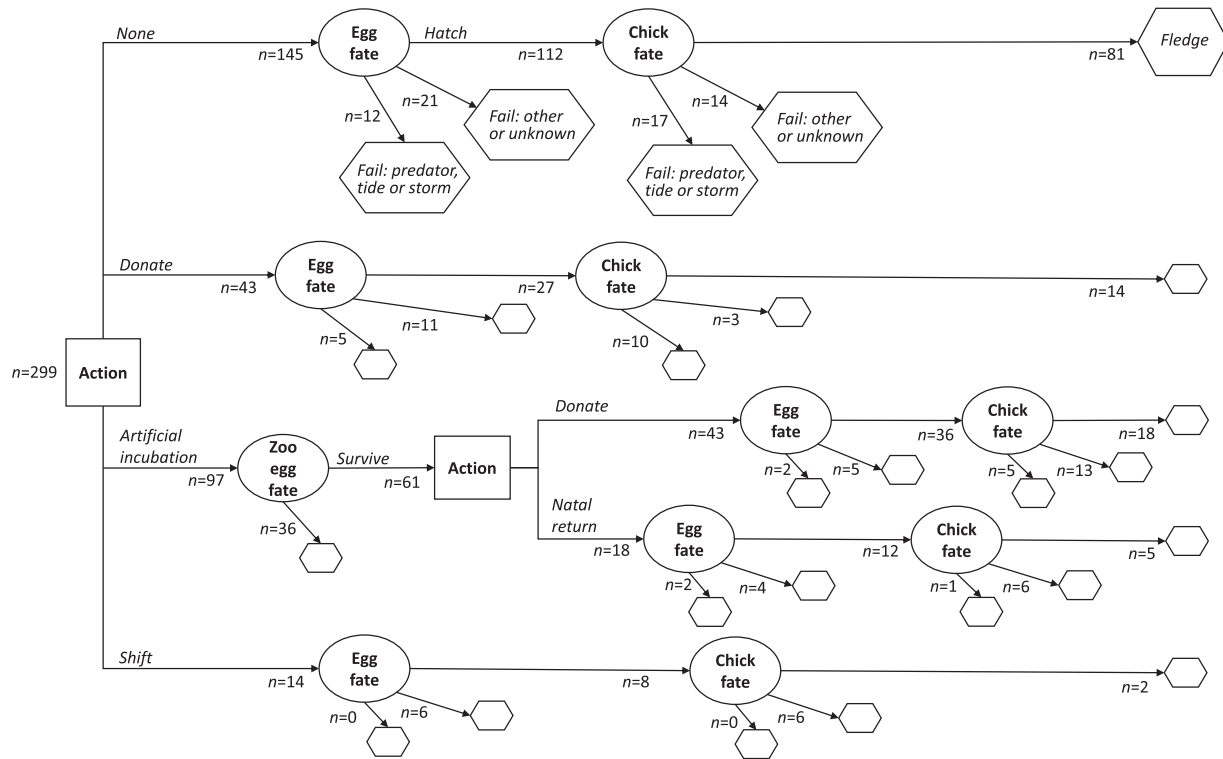 None
n=145
Egg
fate
Hatch
n=112
Chick
fate
n=81
Fledge
n=12
n=21
Fail: other
or unknown
Fail: predator,
tide or storm
n=17
n=14
Fail: other
or unknown
Fail: predator,
tide or storm
Donate
n=43
Egg
fate
n=27
Chick
fate
n=14
n=5
n=11
n=10
n=3
n=299
Action
Artificial
incubation
n=97
Zoo
egg
fate
Survive
n=61
Action
n=36
Donate
n=43
Egg
fate
n=36
Chick
fate
n=18
n=2
n=5
n=5
n=13
Natal
return
n=18
Egg
fate
n=12
Chick
fate
n=5
n=2
n=4
n=1
n=6
Shift
n=14
Egg
fate
n=8
Chick
fate
n=2
n=0
n=6
n=0
n=6